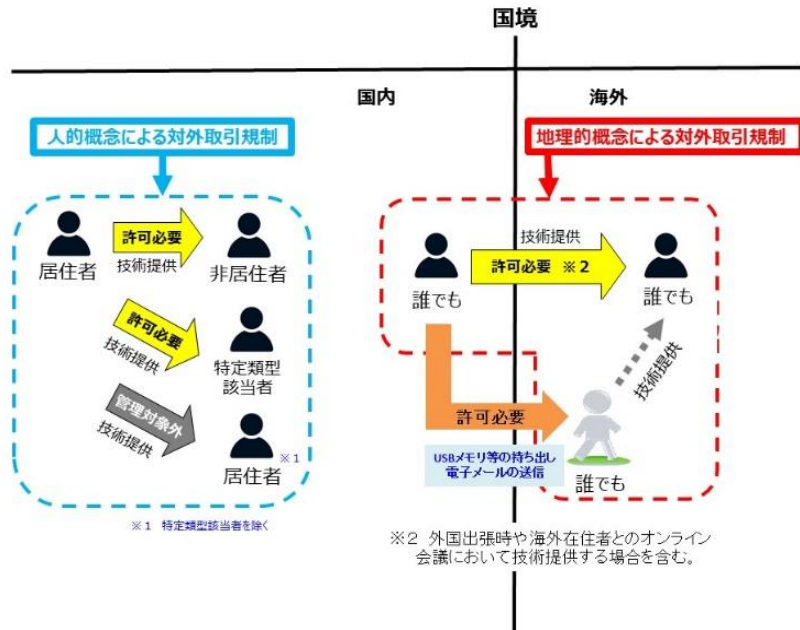 国境
国内
海外
人的概念による対外取引規制
地理的概念による対外取引規制
居住者
許可必要
技術提供
非居住者
許可必要
技術提供
特定類型
該当者
管理対象外
技術提供
居住者
※1
※1 特定類型該当者を除く
誰でも
技術提供
許可必要 ※2
誰でも
許可必要
USBメモリ等の持ち出し
電子メールの送信
技術提供
誰でも
※2 外国出張時や海外在住者とのオンライン
会議において技術提供する場合を含む。